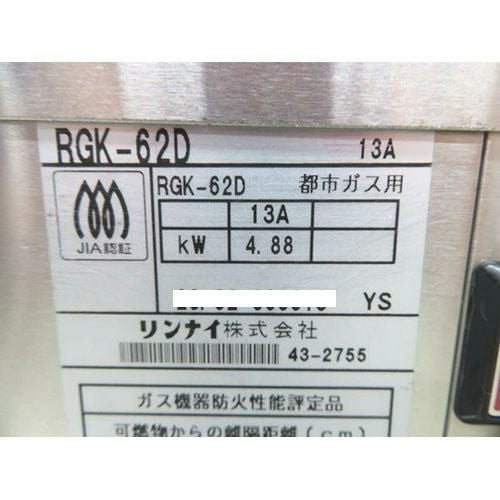 RGK-62D 13A
JIA認証
RGK-62D 都市ガス用
13A
kW 4.88
YS
リンナイ株式会社
43-2755
ガス機器防火性能評定品
可燃物からの離隔距離(cm)